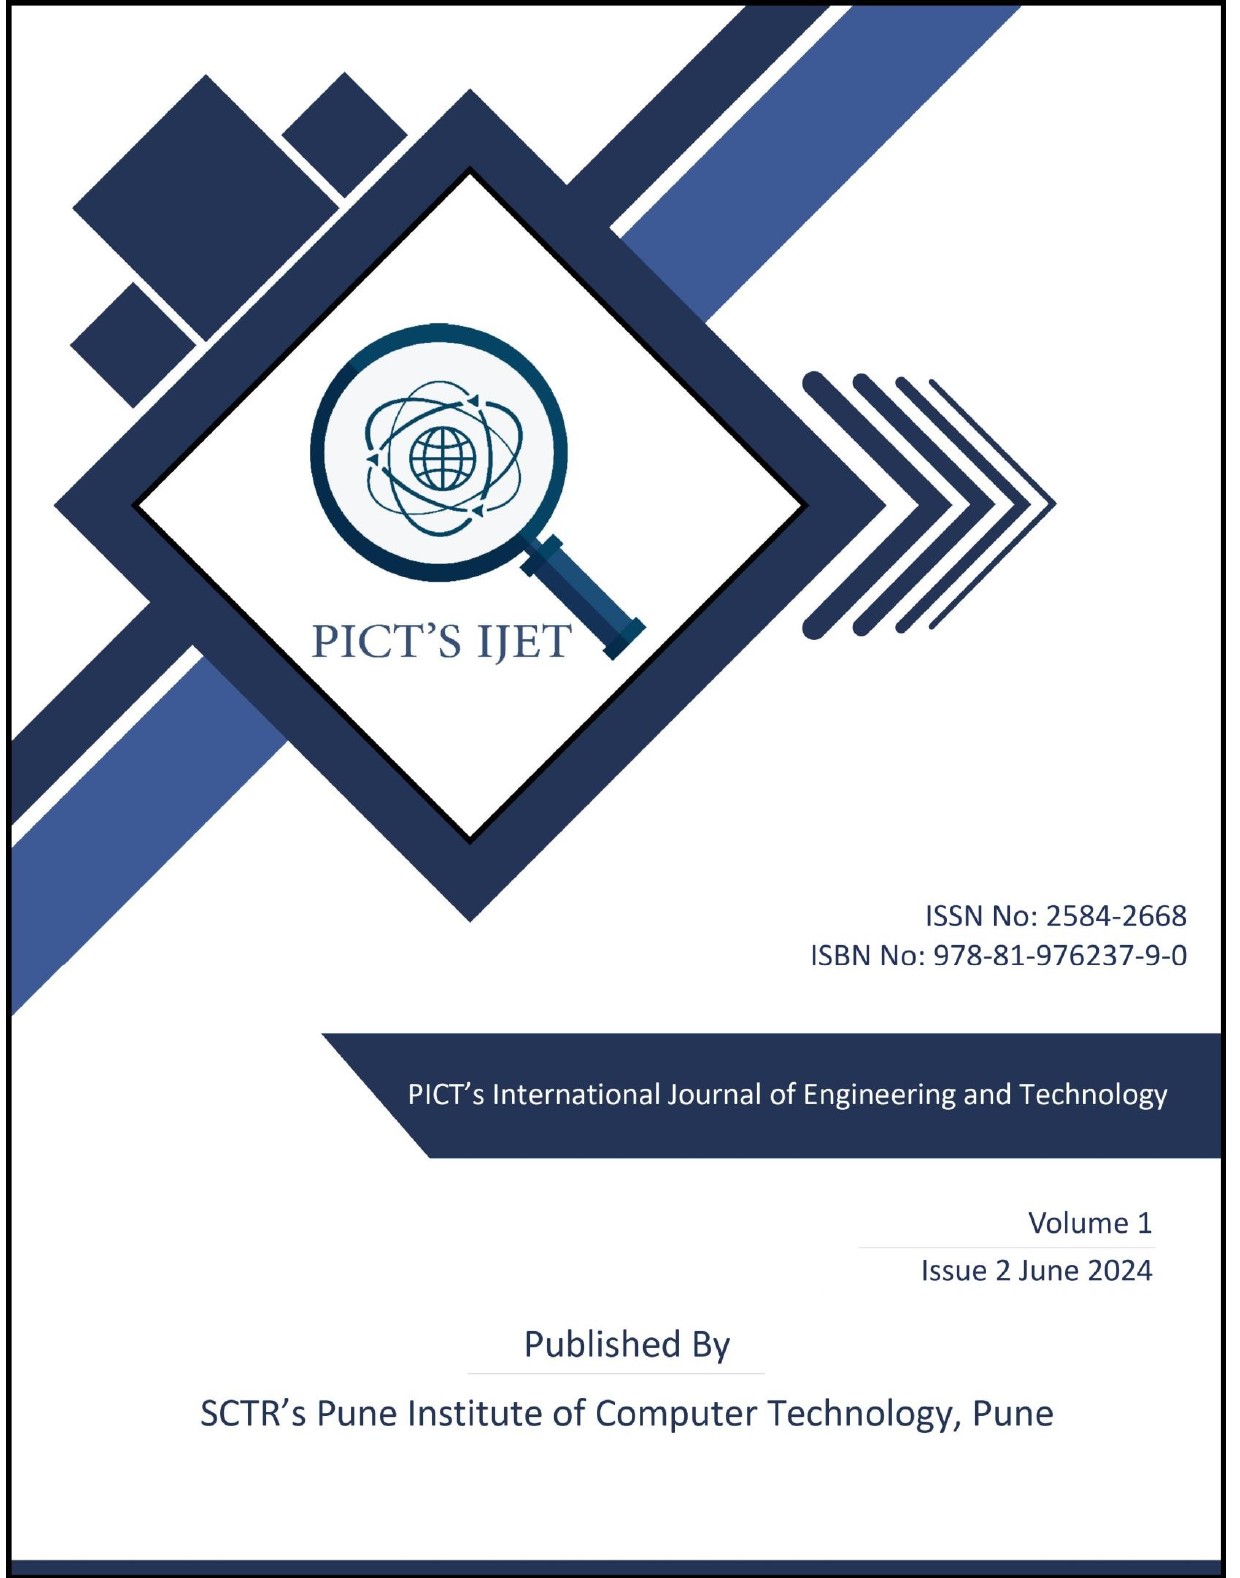 PICT’S IJET
ISSN No: 2584-2668
ISBN No: 978-81-976237-9-0
PICT’s International Journal of Engineering and Technology
Volume 1
Issue 2 June 2024
Published By
SCTR’s Pune Institute of Computer Technology, Pune